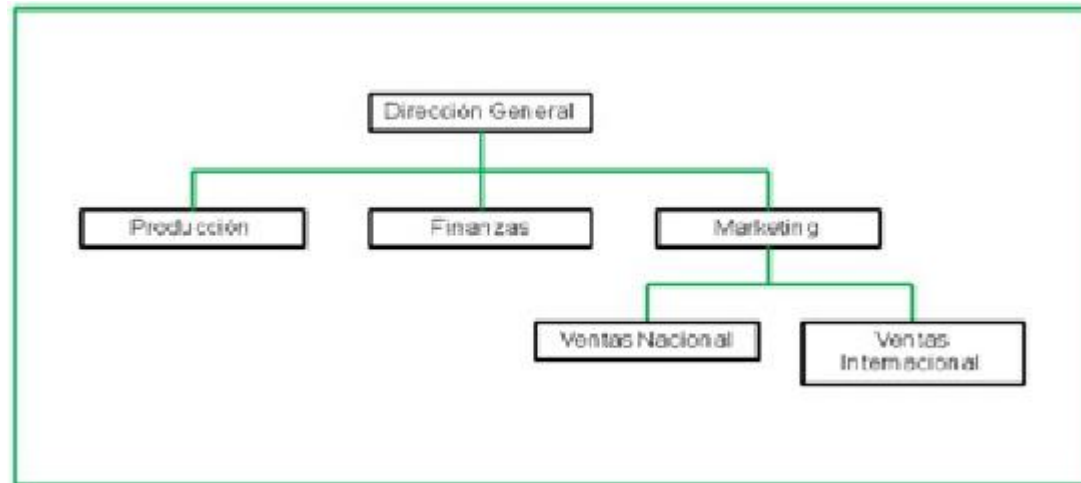 Dirección General
Producción
Finanzas
Marketing
Ventas Nacional
Ventas
Internacional